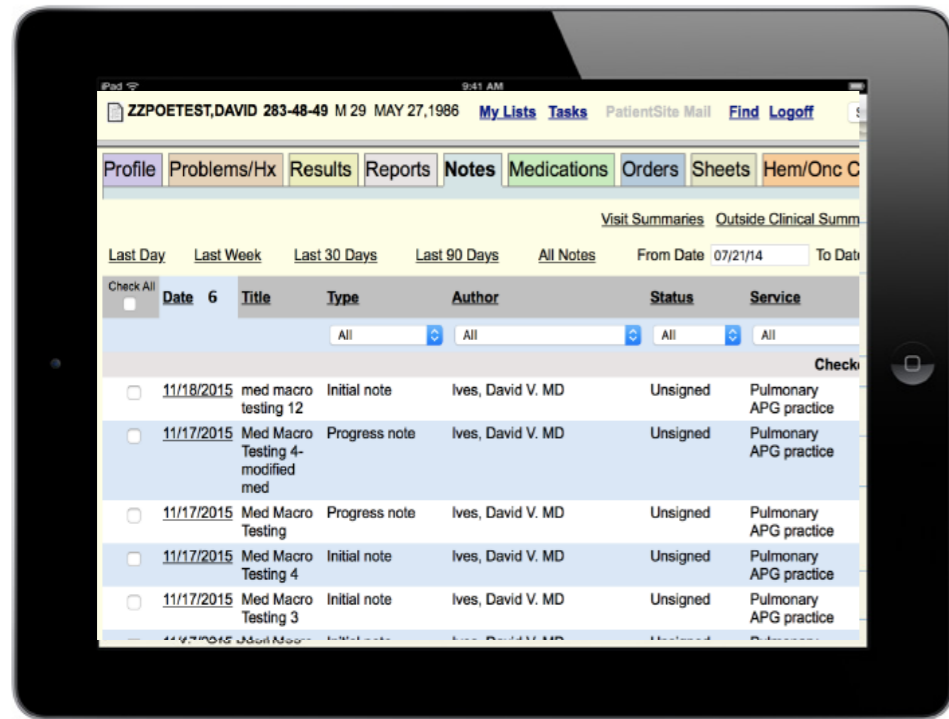 iPad 9:41 AM
ZZPOETEST,DAVID 283-48-49 M 29 MAY 27,1986 My Lists Tasks PatientSite Mail Find Logoff
Profile Problems/Hx Results Reports Notes Medications Orders Sheets Hem/Onc C
Visit Summaries Outside Clinical Summ
Last Day Last Week Last 30 Days Last 90 Days All Notes From Date 07/21/14 To Date
Check All
Date 6 Title Type Author Status Service
All All All All
Checke
11/18/2015 med macro Initial note Ives, David V. MD Unsigned Pulmonary
testing 12 APG practice
11/17/2015 Med Macro Progress note Ives, David V. MD Unsigned Pulmonary
Testing 4- APG practice
modified
med
11/17/2015 Med Macro Progress note Ives, David V. MD Unsigned Pulmonary
Testing APG practice
11/17/2015 Med Macro Initial note Ives, David V. MD Unsigned Pulmonary
Testing 4 APG practice
11/17/2015 Med Macro Initial note Ives, David V. MD Unsigned Pulmonary
Testing 3 APG practice